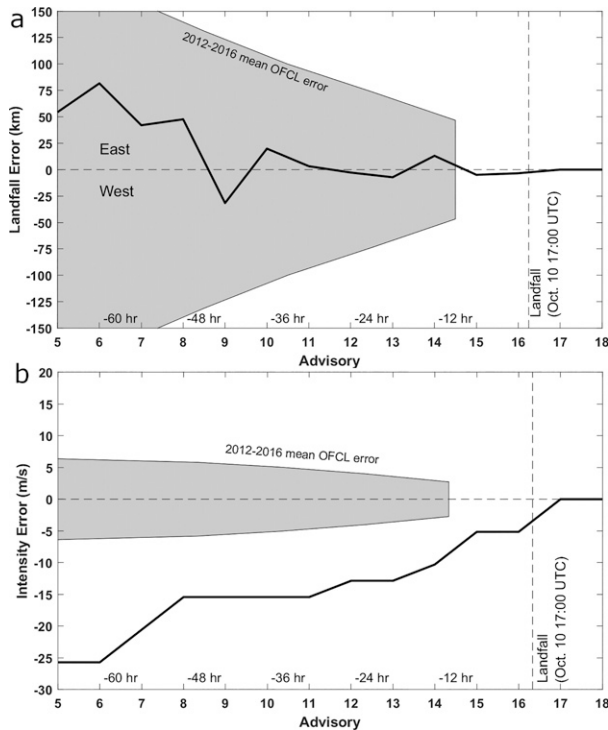 a
150
125
100
75
50
25
0
-25
-50
-75
-100
-125
-150
Landfall Error (km)
2012-2016 mean OFCL error
East
West
Landfall
(Oct. 10 17:00 UTC)
-60 hr -48 hr -36 hr -24 hr -12 hr
5 6 7 8 9 10 11 12 13 14 15 16 17 18
Advisory
b
20
15
10
5
0
-5
-10
-15
-20
-25
-30
Intensity Error (m/s)
2012-2016 mean OFCL error
Landfall
(Oct. 10 17:00 UTC)
-60 hr -48 hr -36 hr -24 hr -12 hr
5 6 7 8 9 10 11 12 13 14 15 16 17 18
Advisory